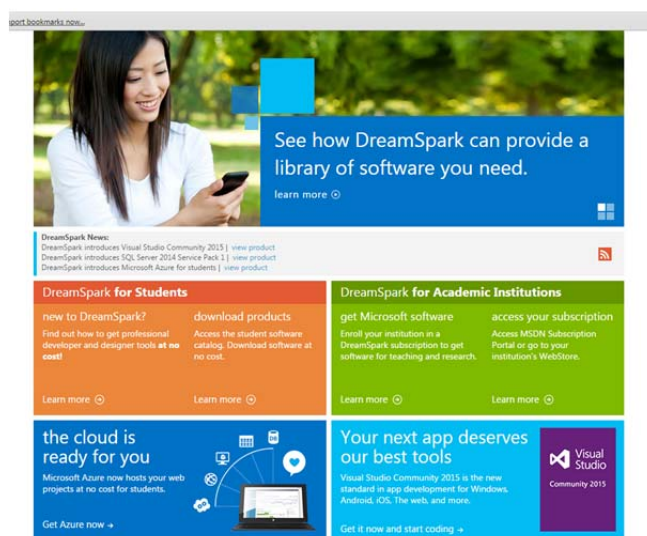 port bookmarks now...
See how DreamSpark can provide a
library of software you need.
learn more
DreamSpark News:
DreamSpark introduces Visual Studio Community 2015 | view product
DreamSpark introduces SQL Server 2014 Service Pack 1 | view product
DreamSpark introduces Microsoft Azure for students | view product
DreamSpark for Students
new to DreamSpark?
Find out how to get professional
developer and designer tools at no
cost!
Learn more
download products
Access the student software
catalog. Download software at
no cost.
Learn more
DreamSpark for Academic Institutions
get Microsoft software
Enroll your institution in a
DreamSpark subscription to get
software for teaching and research.
Learn more
access your subscription
Access MSDN Subscription
Portal or go to your
institution's WebStore.
Learn more
the cloud is
ready for you
Microsoft Azure now hosts your web
projects at no cost for students.
Get Azure now →
DB
Your next app deserves
our best tools
Visual Studio Community 2015 is the new
standard in app development for Windows,
Android, iOS, The web, and more.
Get it now and start coding →
Visual
Studio
Community 2015